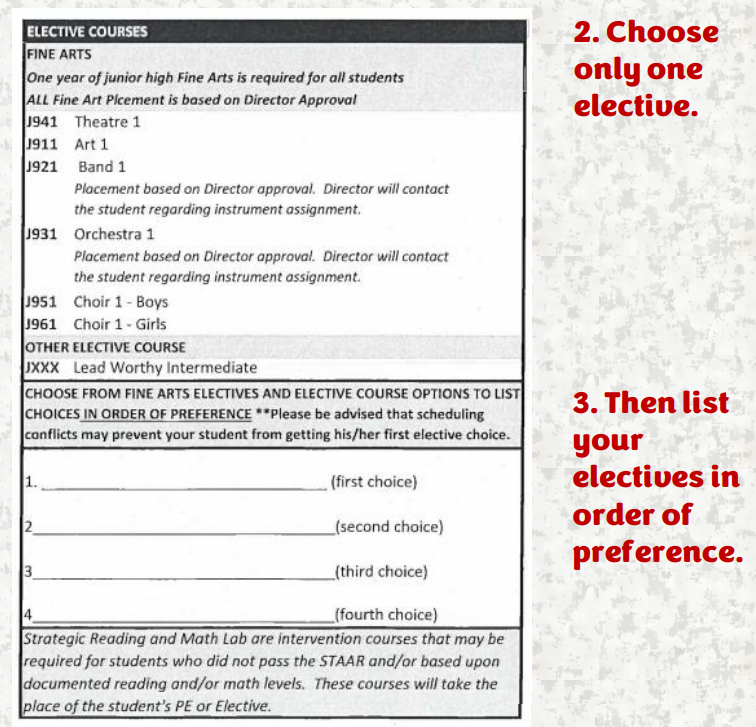 ELECTIVE COURSES
FINE ARTS
One year of junior high Fine Arts is required for all students
ALL Fine Art Plcement is based on Director Approval
J941 Theatre 1
J911 Art 1
J921 Band 1
Placement based on Director approval. Director will contact
the student regarding instrument assignment.
J931 Orchestra 1
Placement based on Director approval. Director will contact
the student regarding instrument assignment.
J951 Choir 1 - Boys
J961 Choir 1 - Girls
OTHER ELECTIVE COURSE
JXXX Lead Worthy Intermediate
CHOOSE FROM FINE ARTS ELECTIVES AND ELECTIVE COURSE OPTIONS TO LIST
CHOICES IN ORDER OF PREFERENCE **Please be advised that scheduling
conflicts may prevent your student from getting his/her first elective choice.
1. (first choice)
2 (second choice)
3 (third choice)
4 (fourth choice)
Strategic Reading and Math Lab are intervention courses that may be
required for students who did not pass the STAAR and/or based upon
documented reading and/or math levels. These courses will take the
place of the student's PE or Elective.
2. Choose
only one
elective.
3. Then list
your
electives in
order of
preference.